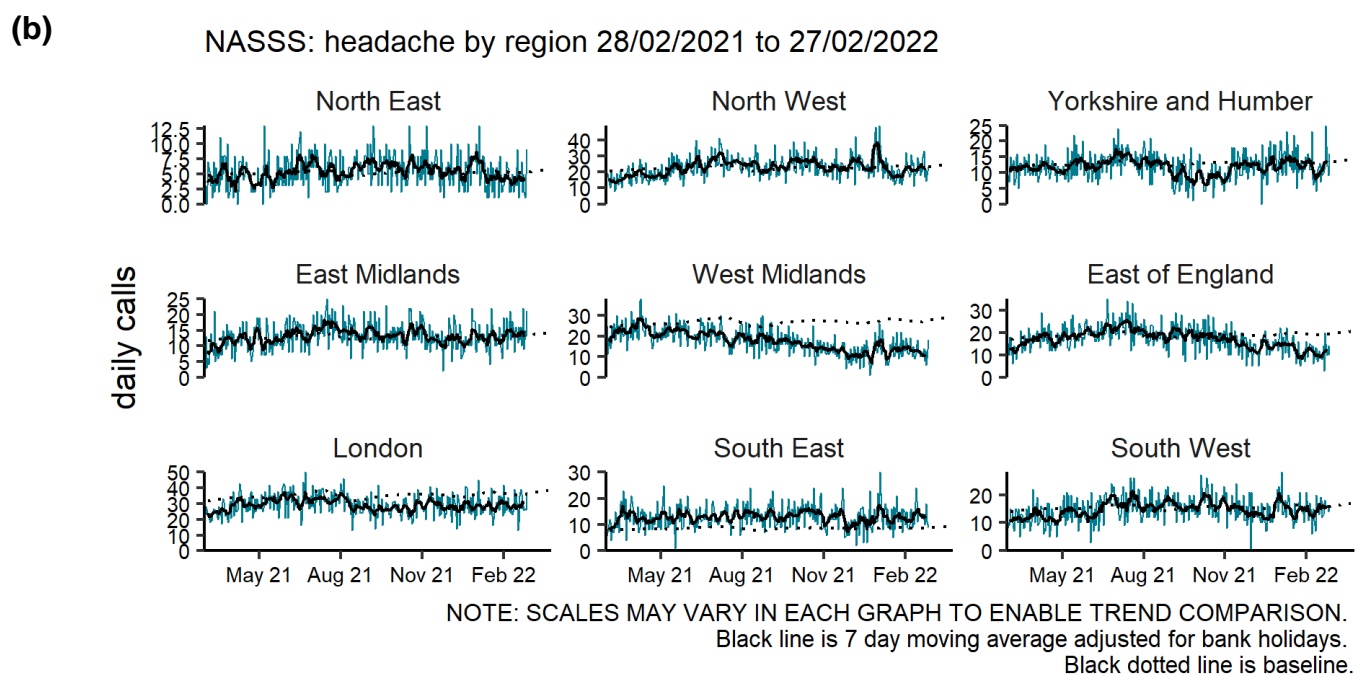 (b)
NASSS: headache by region 28/02/2021 to 27/02/2022
North East
North West
Yorkshire and Humber
12.5
10.0
7.5
5.0
2.5
0.0
40
30
20
10
0
25
20
15
10
5
0
daily calls
East Midlands
West Midlands
East of England
25
20
15
10
5
0
30
20
10
0
30
20
10
0
London
South East
South West
50
40
30
20
10
0
30
20
10
0
20
10
0
May 21 Aug 21 Nov 21 Feb 22
May 21 Aug 21 Nov 21 Feb 22
May 21 Aug 21 Nov 21 Feb 22
NOTE: SCALES MAY VARY IN EACH GRAPH TO ENABLE TREND COMPARISON.
Black line is 7 day moving average adjusted for bank holidays.
Black dotted line is baseline.